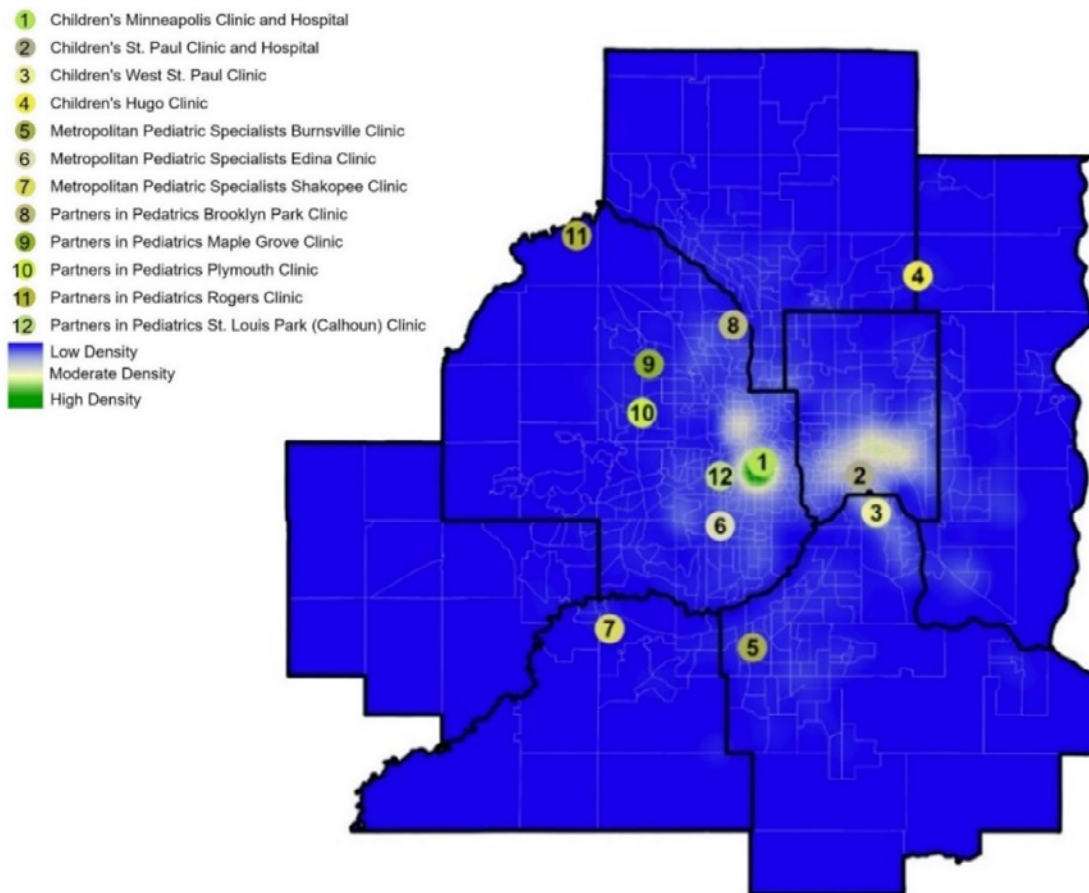 1 Children's Minneapolis Clinic and Hospital
2 Children's St. Paul Clinic and Hospital
3 Children's West St. Paul Clinic
4 Children's Hugo Clinic
5 Metropolitan Pediatric Specialists Burnsville Clinic
6 Metropolitan Pediatric Specialists Edina Clinic
7 Metropolitan Pediatric Specialists Shakopee Clinic
8 Partners in Pedatrics Brooklyn Park Clinic
9 Partners in Pediatrics Maple Grove Clinic
10 Partners in Pediatrics Plymouth Clinic
11 Partners in Pediatrics Rogers Clinic
12 Partners in Pediatrics St. Louis Park (Calhoun) Clinic
Low Density
Moderate Density
High Density
11
4
8
9
10
1
12 2
3
6
7
5